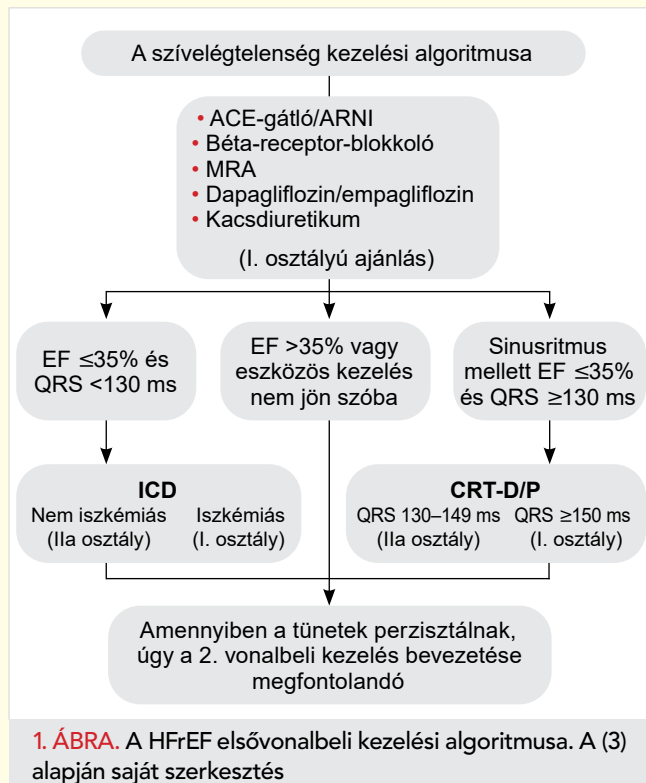 A szívelégtelenség kezelési algoritmusa
• ACE-gátló/ARNI
• Béta-receptor-blokkoló
• MRA
• Dapagliflozin/empagliflozin
• Kacsdiuretikum
(I. osztályú ajánlás)
EF ≤35% és
QRS <130 ms
EF >35% vagy
eszközös kezelés
nem jön szóba
Sinusritmus
mellett EF ≤35%
és QRS ≥130 ms
ICD
Nem iszkémiás
(IIa osztály)
Iszkémiás
(I. osztály)
CRT-D/P
QRS 130–149 ms
(IIa osztály)
QRS ≥150 ms
(I. osztály)
Amennyiben a tünetek perzisztálnak,
úgy a 2. vonalbeli kezelés bevezetése
megfontolandó
1. ÁBRA. A HFrEF elsővonalbeli kezelési algoritmusa. A (3)
alapján saját szerkesztés